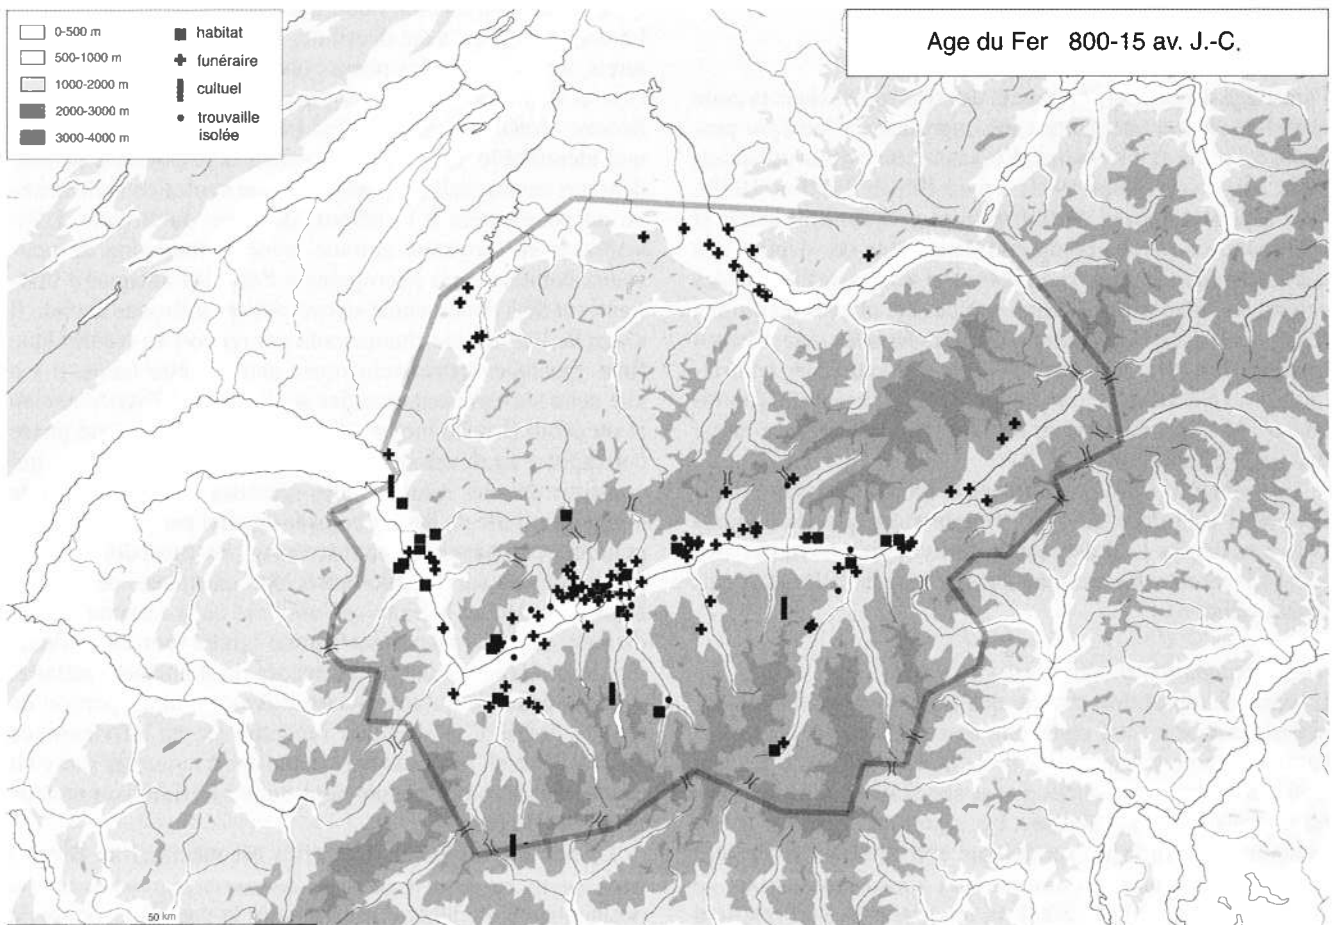 0-500 m
500-1000 m
1000-2000 m
2000-3000 m
3000-4000 m
habitat
funéraire
cultuel
trouvaille
isolée
Age du Fer 800-15 av. J.-C.
50 km